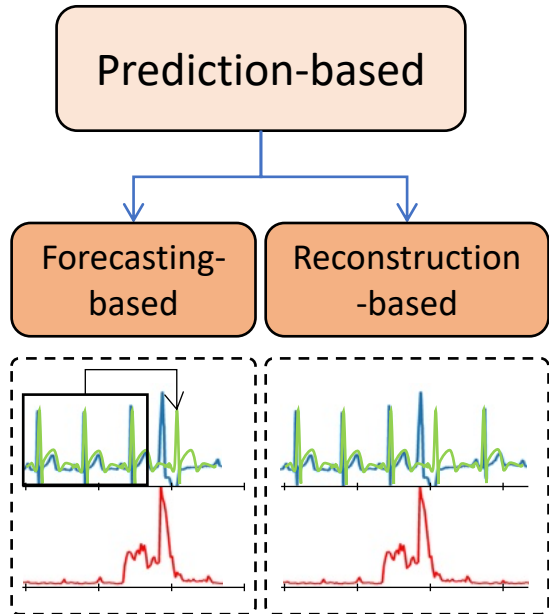 Prediction-based
Forecasting-
based
Reconstruction
-based